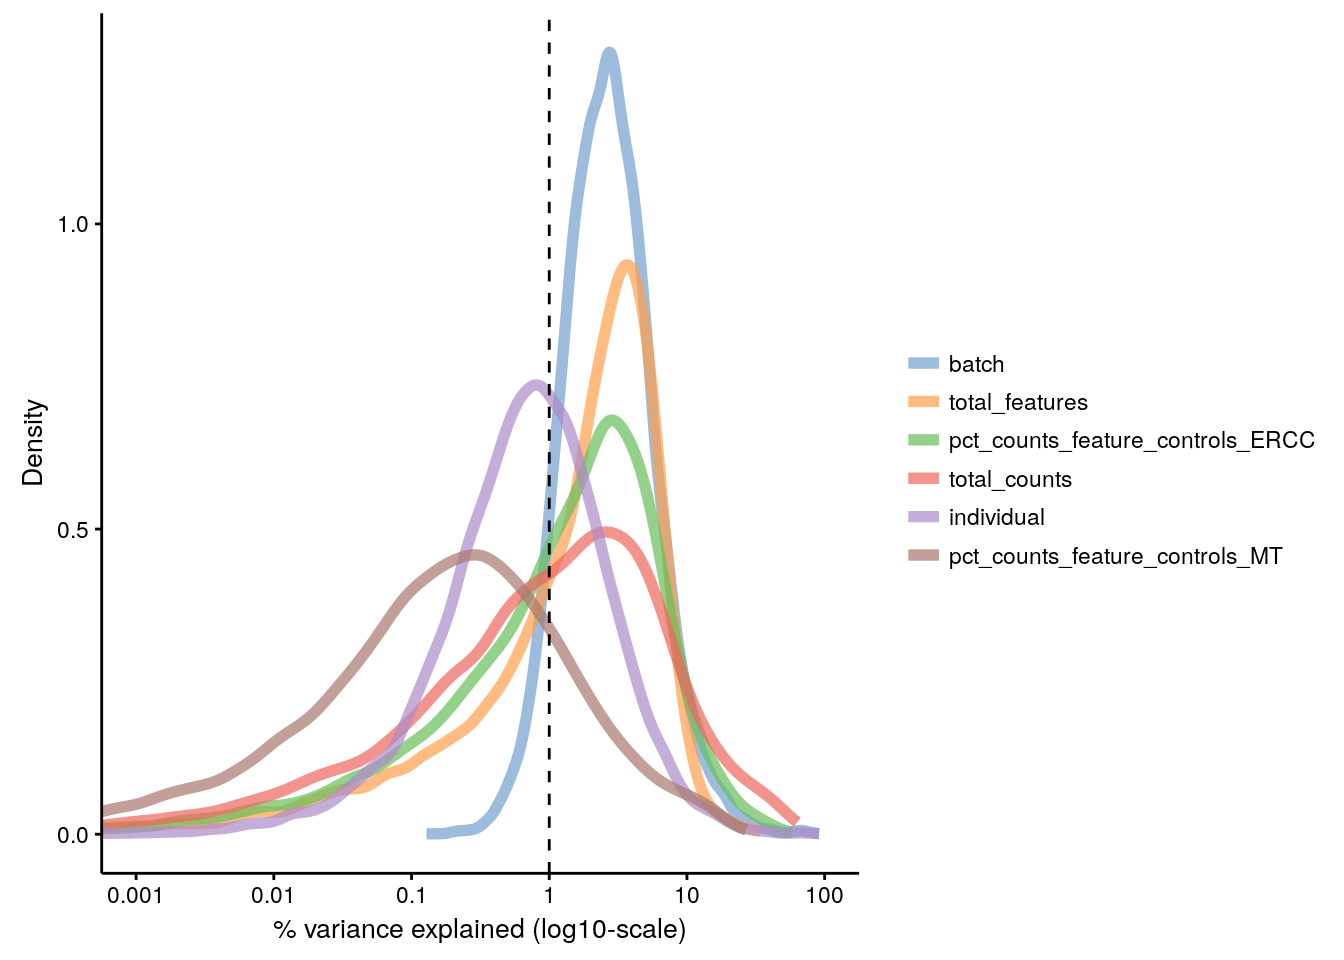 1.0
0.5
0.0
Density
0.001
0.01
0.1
1
10
100
% variance explained (log10-scale)
batch
total_features
pct_counts_feature_controls_ERCC
total_counts
individual
pct_counts_feature_controls_MT